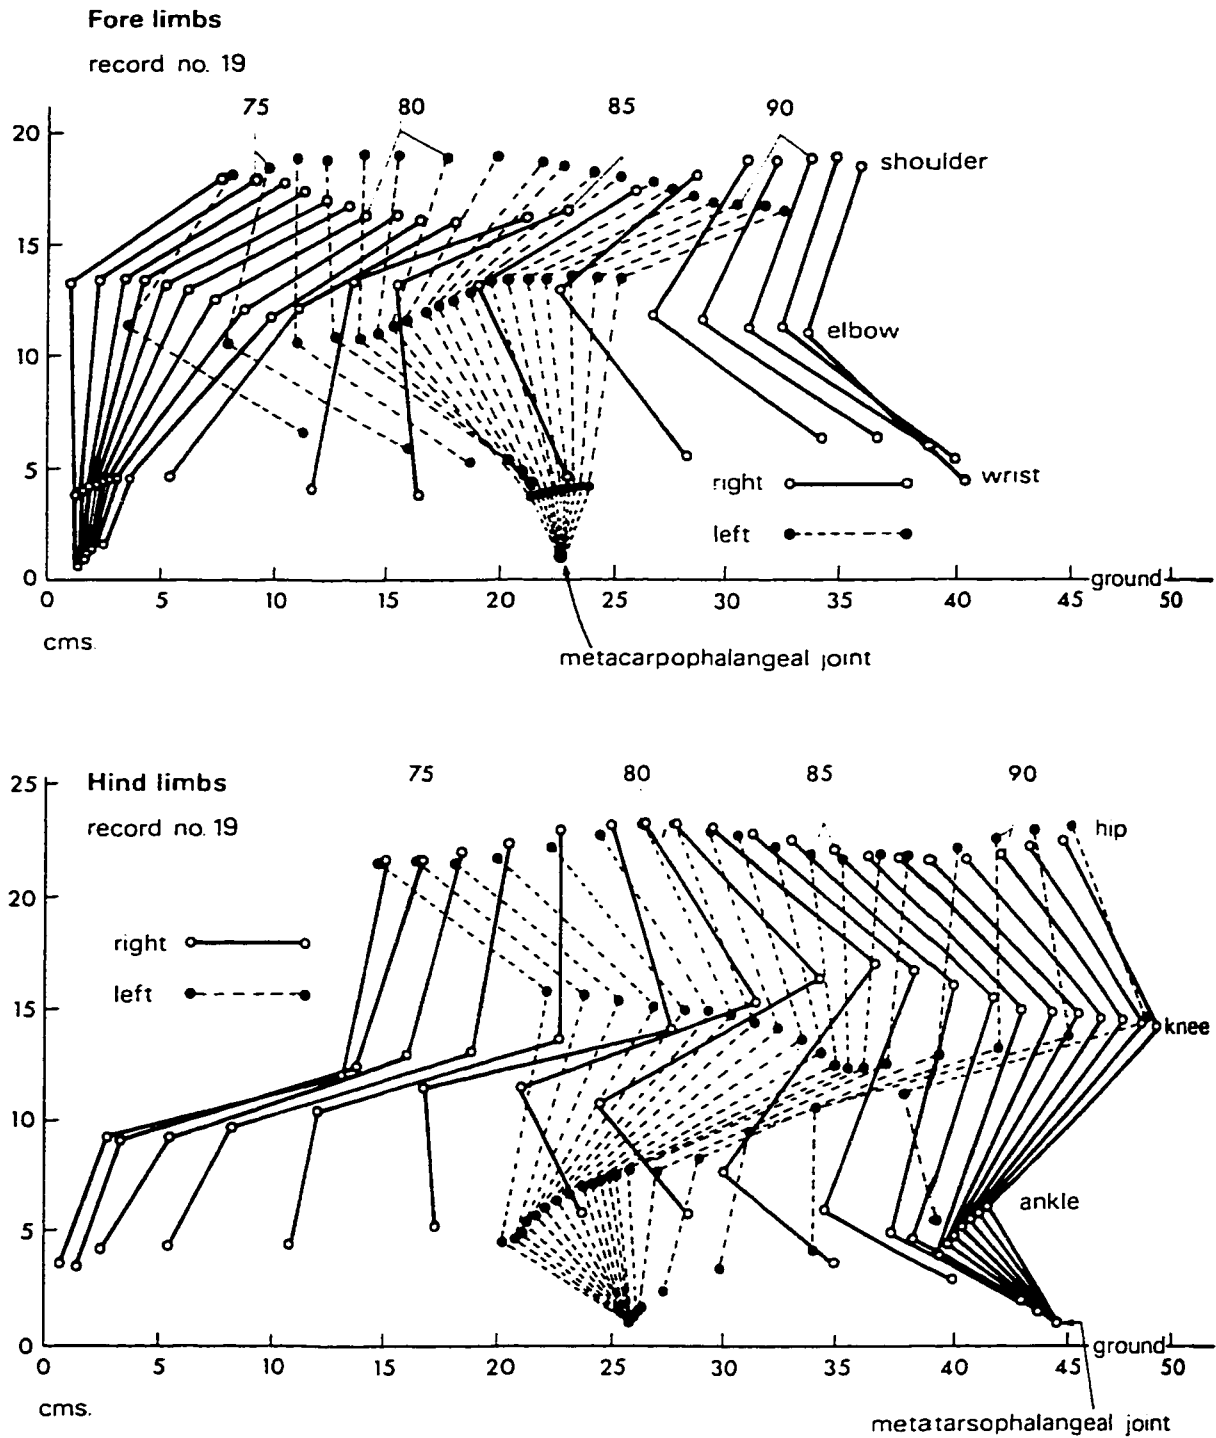 Fore limbs
record no. 19
75 80 85 90
20
shoulder
15
elbow
10
5
wrist
right
left
0
ground
0 5 10 15 20 25 30 35 40 45 50
cms.
metacarpophalangeal joint
25
Hind limbs
75 80 85 90
record no. 19
hip
20
right
left
15
knee
10
ankle
5
0
ground
0 5 10 15 20 25 30 35 40 45 50
cms.
metatarsophalangeal joint